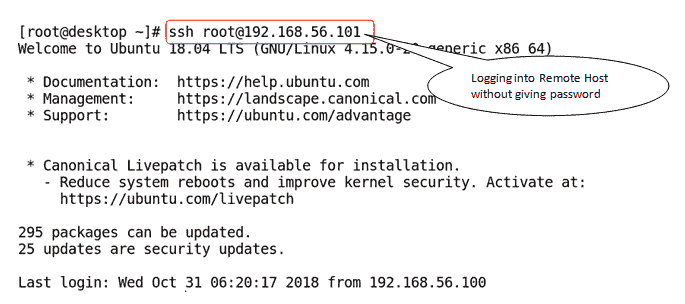 [root@desktop ~]# ssh root@192.168.56.101
Welcome to Ubuntu 18.04 LTS (GNU/Linux 4.15.0-2 generic x86_64)
Logging into Remote Host
without giving password
* Documentation: https://help.ubuntu.com
* Management: https://landscape.canonical.com
* Support: https://ubuntu.com/advantage
* Canonical Livepatch is available for installation.
- Reduce system reboots and improve kernel security. Activate at:
https://ubuntu.com/livepatch
295 packages can be updated.
25 updates are security updates.
Last login: Wed Oct 31 06:20:17 2018 from 192.168.56.100